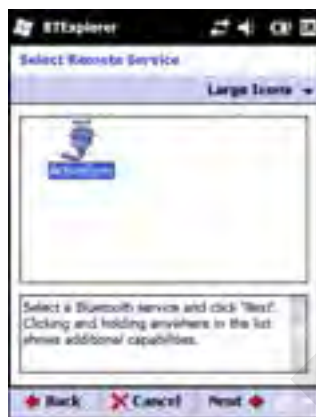 BTExplorer
Select Remote Service
Large Icons
ActiveSync
Select a Bluetooth service and click "Next".
Clicking and holding anywhere in the list
shows additional capabilities.
Back Cancel Next